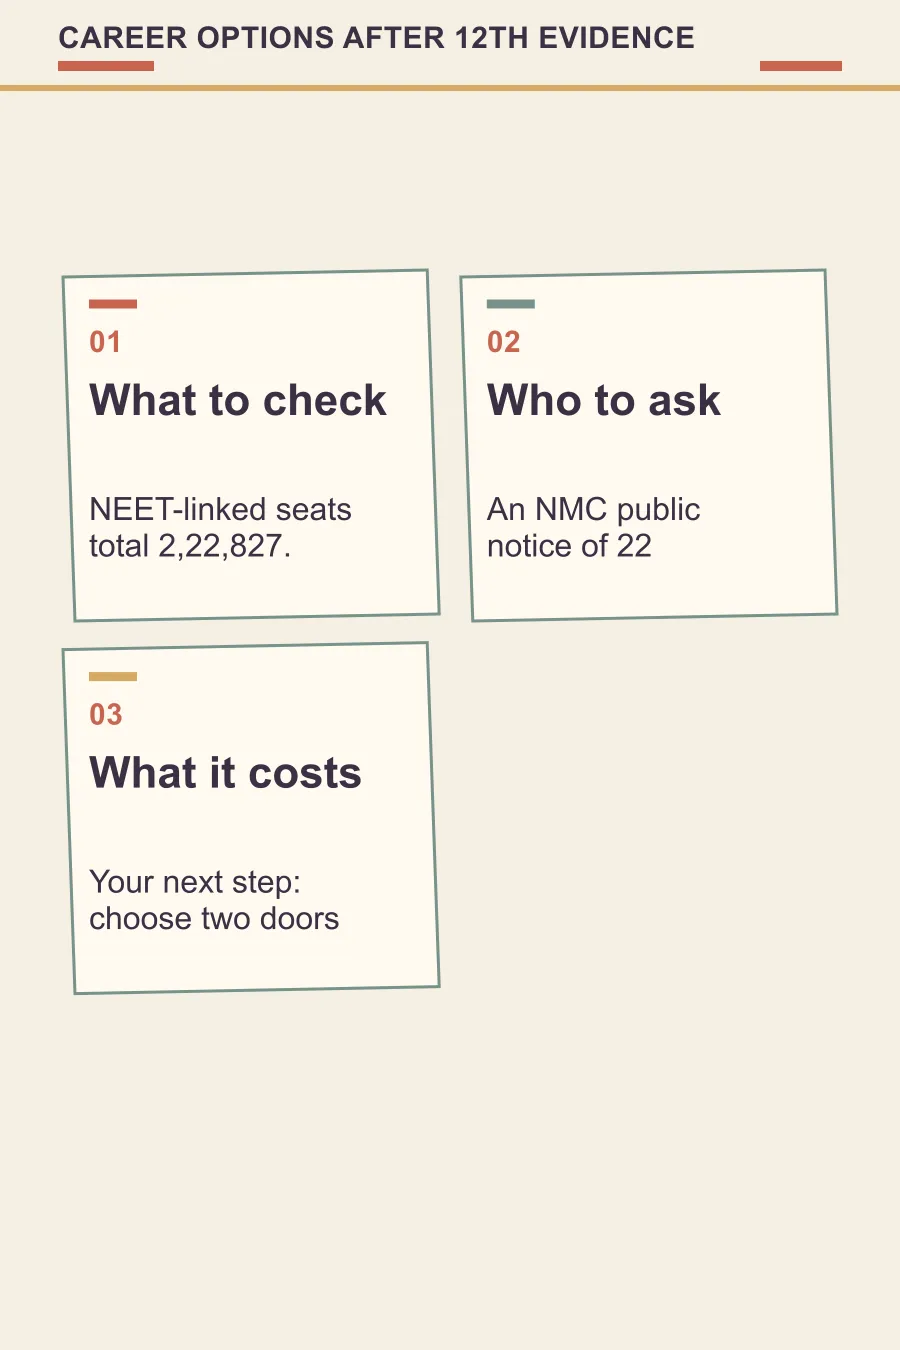 CAREER OPTIONS AFTER 12TH EVIDENCE
01
What to check
NEET-linked seats
total 2,22,827.
02
Who to ask
An NMC public
notice of 22
03
What it costs
Your next step:
choose two doors